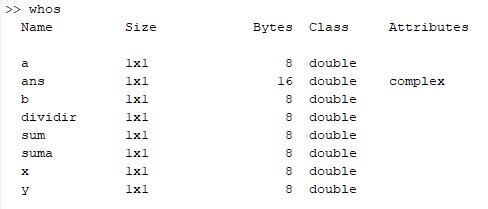 >> whos
  Name          Size            Bytes  Class     Attributes

  a             1x1                 8  double
  ans           1x1                16  double    complex
  b             1x1                 8  double
  dividir       1x1                 8  double
  sum           1x1                 8  double
  suma          1x1                 8  double
  x             1x1                 8  double
  y             1x1                 8  double